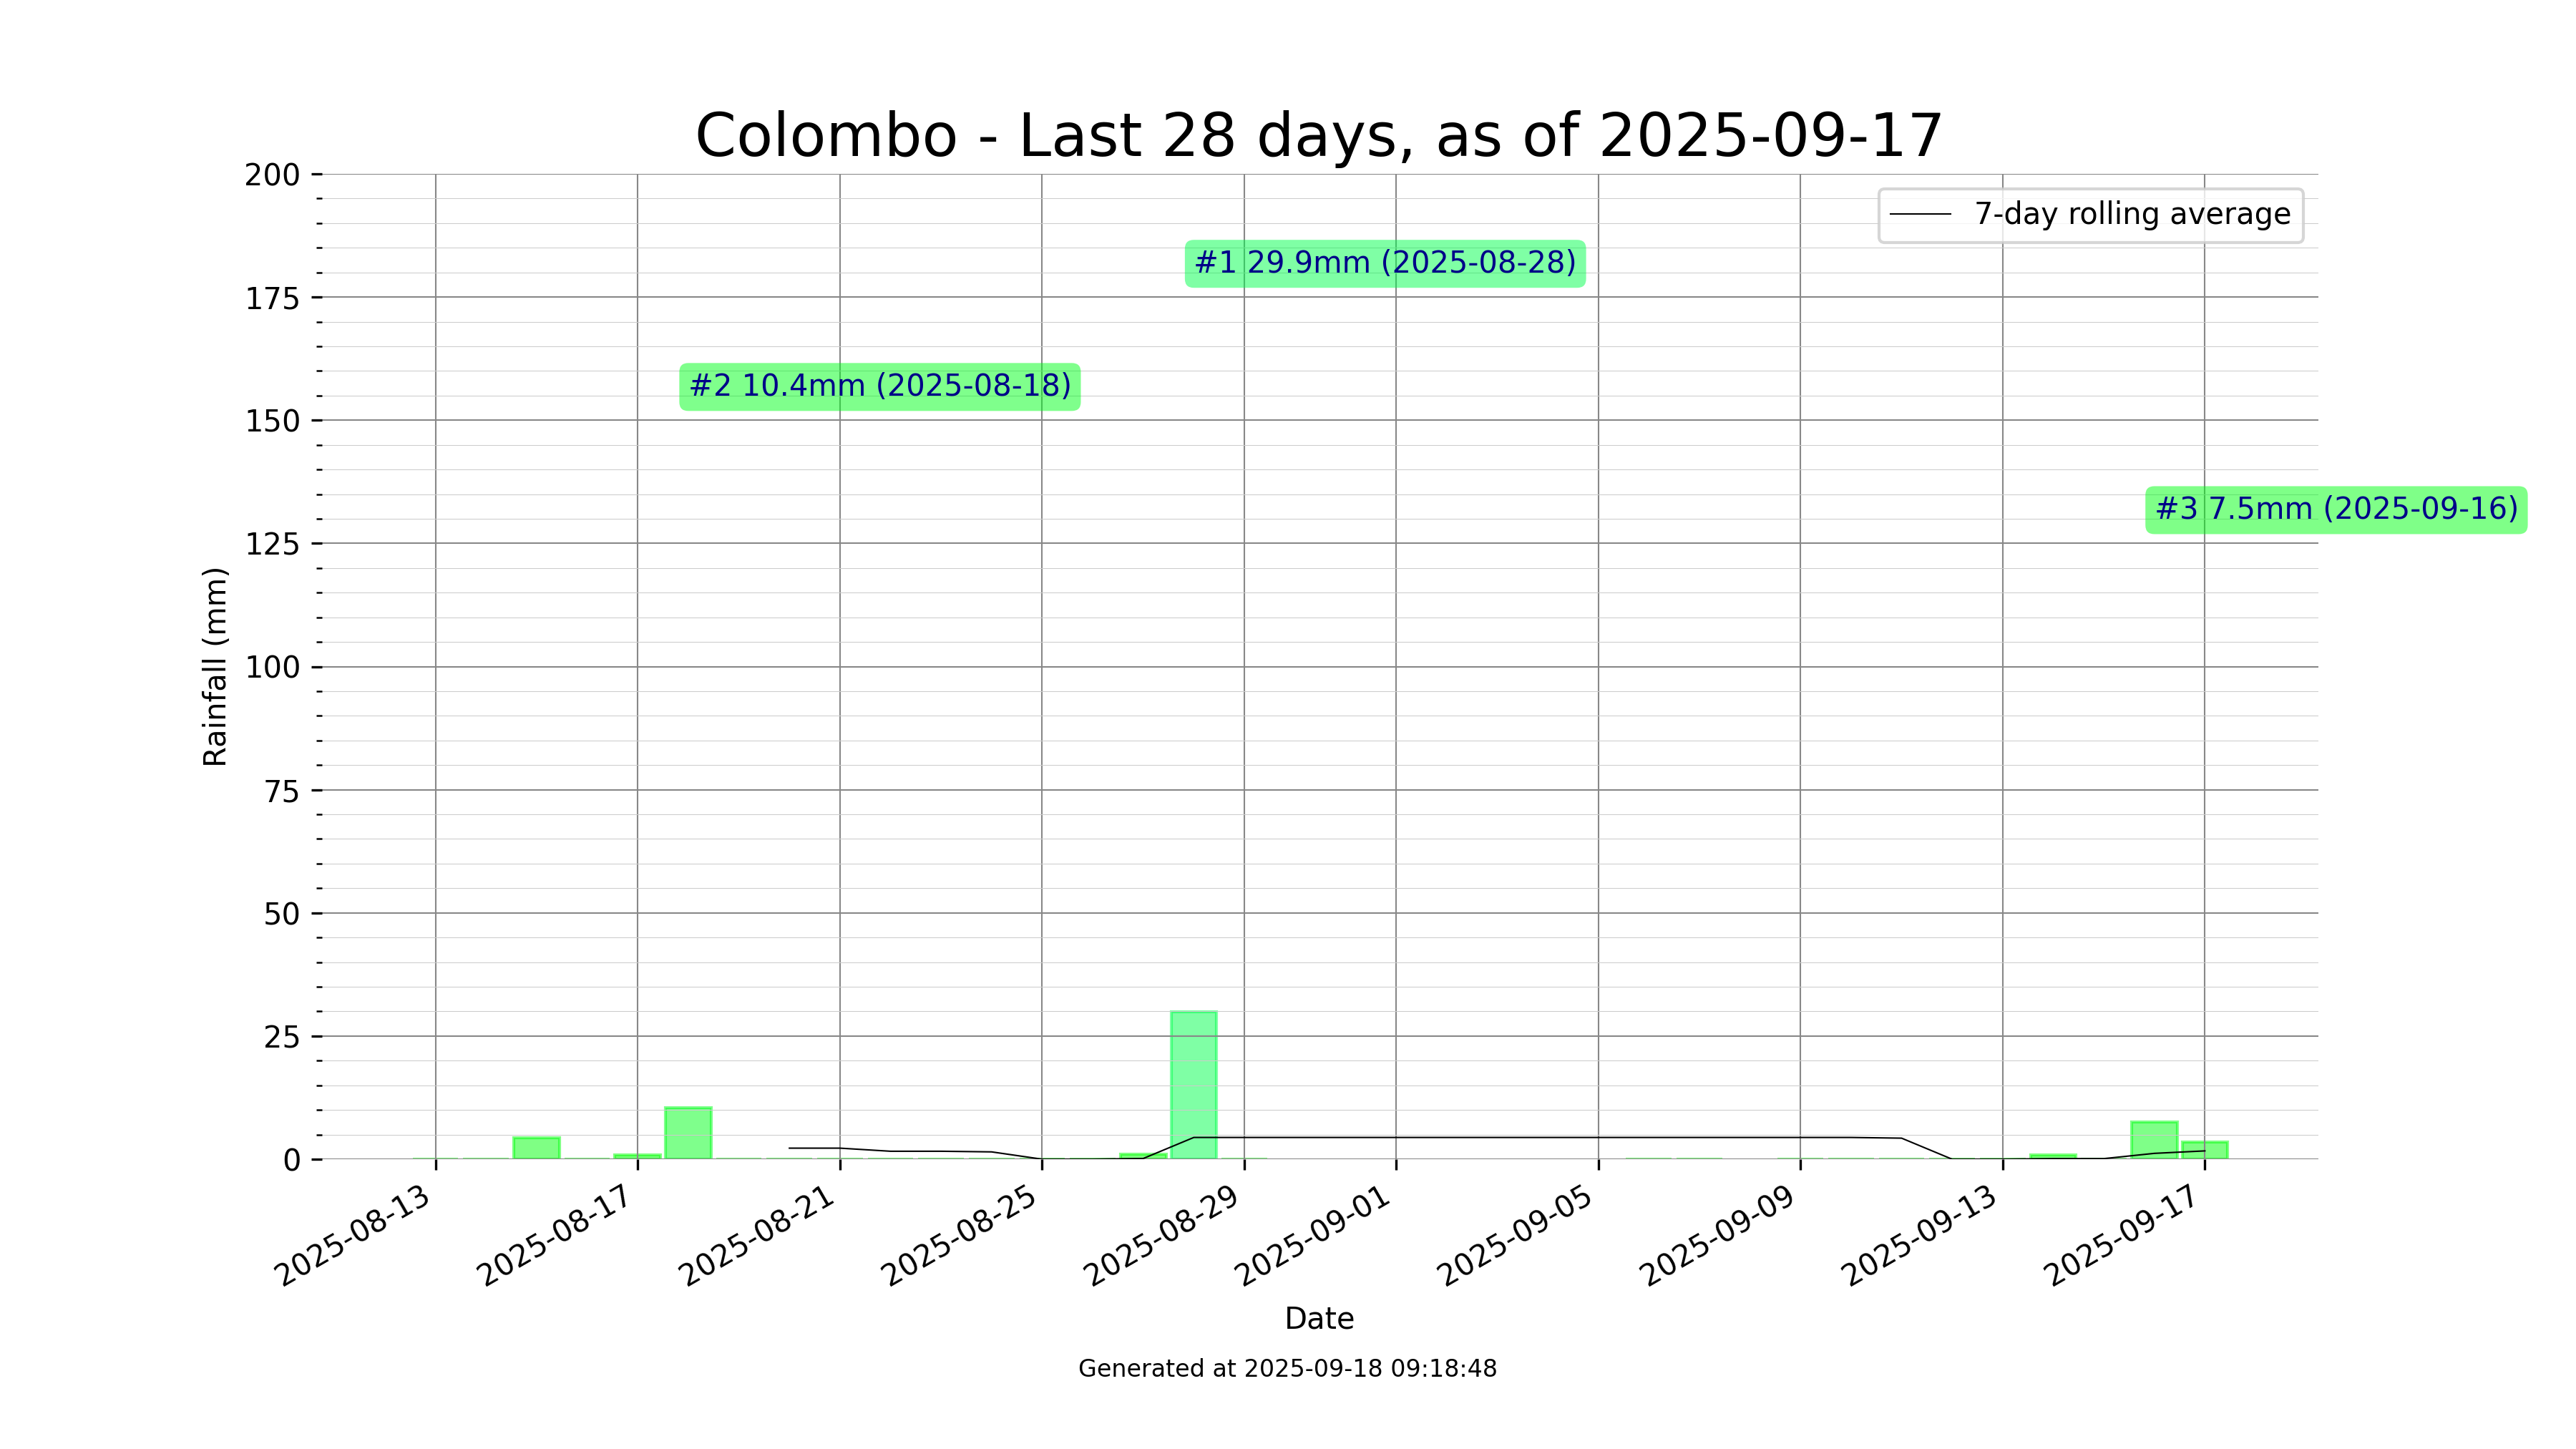 Colombo - Last 28 days, as of 2025-09-17
200
175
150
125
100
75
50
25
0
Rainfall (mm)
7-day rolling average
#1 29.9mm (2025-08-28)
#2 10.4mm (2025-08-18)
#3 7.5mm (2025-09-16)
2025-08-13
2025-08-17
2025-08-21
2025-08-25
2025-08-29
2025-09-01
2025-09-05
2025-09-09
2025-09-13
2025-09-17
Date
Generated at 2025-09-18 09:18:48